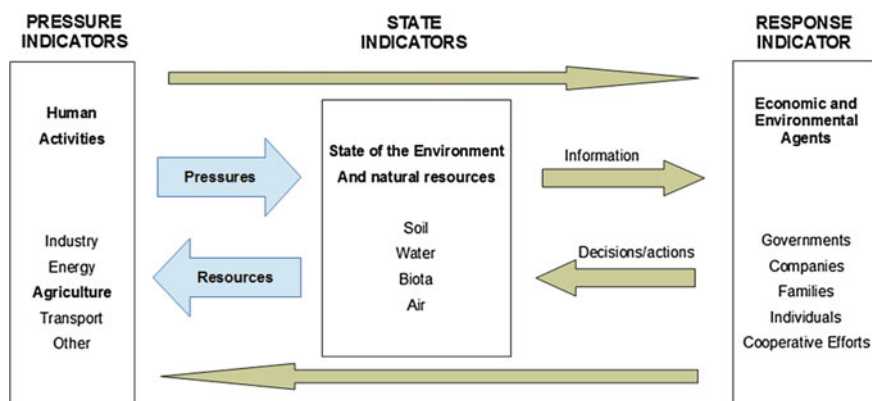 PRESSURE
INDICATORS
Human
Activities
Industry
Energy
Agriculture
Transport
Other
Pressures
Resources
STATE
INDICATORS
State of the Environment
And natural resources
Soil
Water
Biota
Air
Information
Decisions/actions
RESPONSE
INDICATOR
Economic and
Environmental
Agents
Governments
Companies
Families
Individuals
Cooperative Efforts